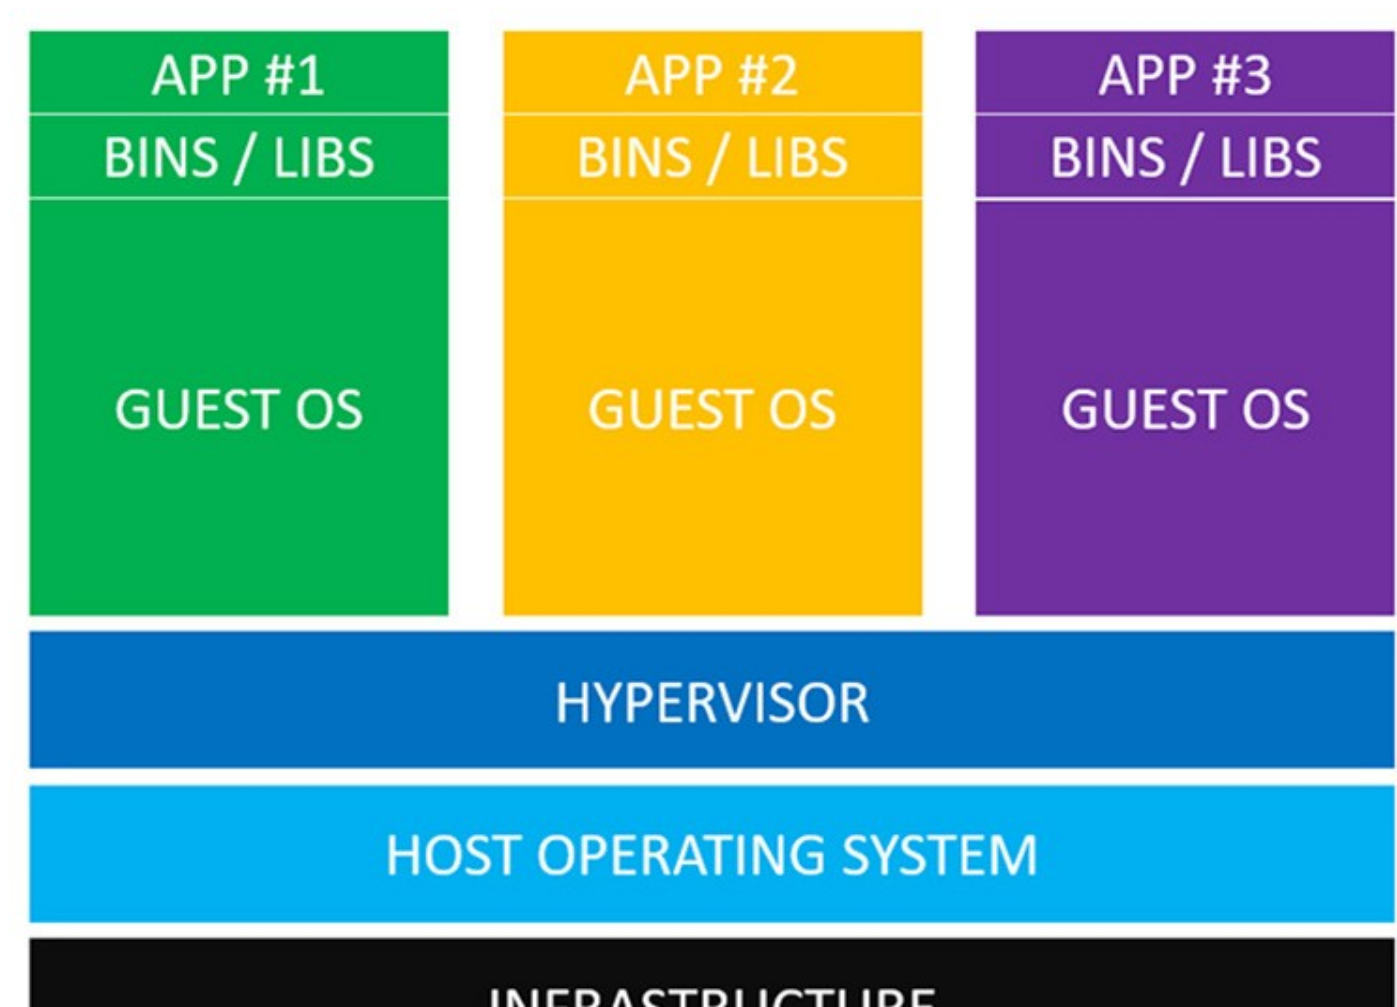 APP #1
APP #2
APP #3
BINS / LIBS
BINS / LIBS
BINS / LIBS
GUEST OS
GUEST OS
GUEST OS
HYPERVISOR
HOST OPERATING SYSTEM
INFRASTRUCTURE